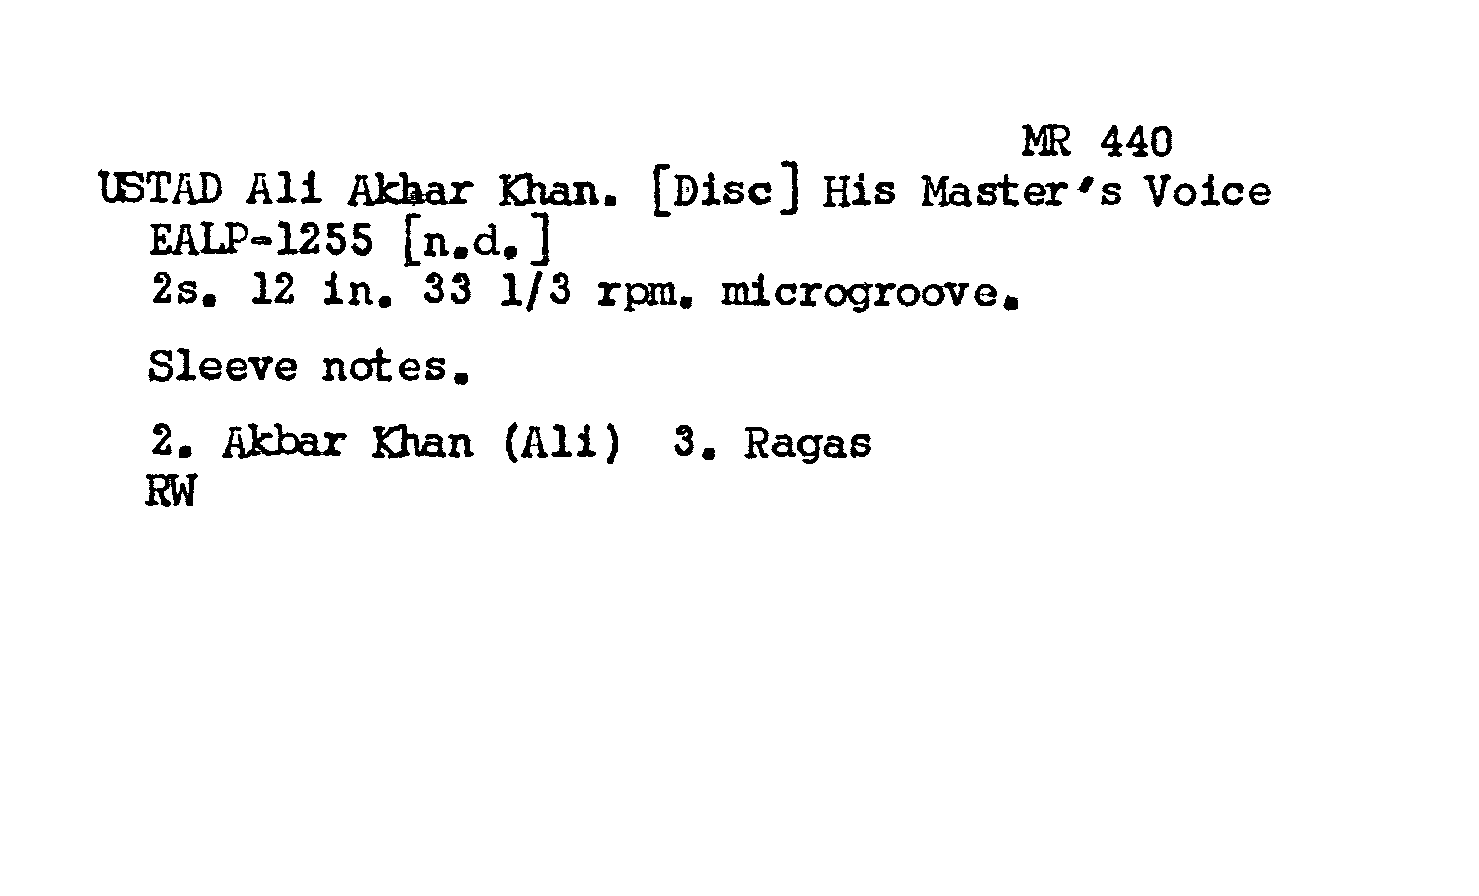 MR 440
USTAD Ali Akbar Khan. [Disc] His Master's Voice
EALP-1255 [n.d.]
2s. 12 in. 33 1/3 rpm. microgroove.
Sleeve notes.
2. Akbar Khan (Ali) 3. Ragas
RW